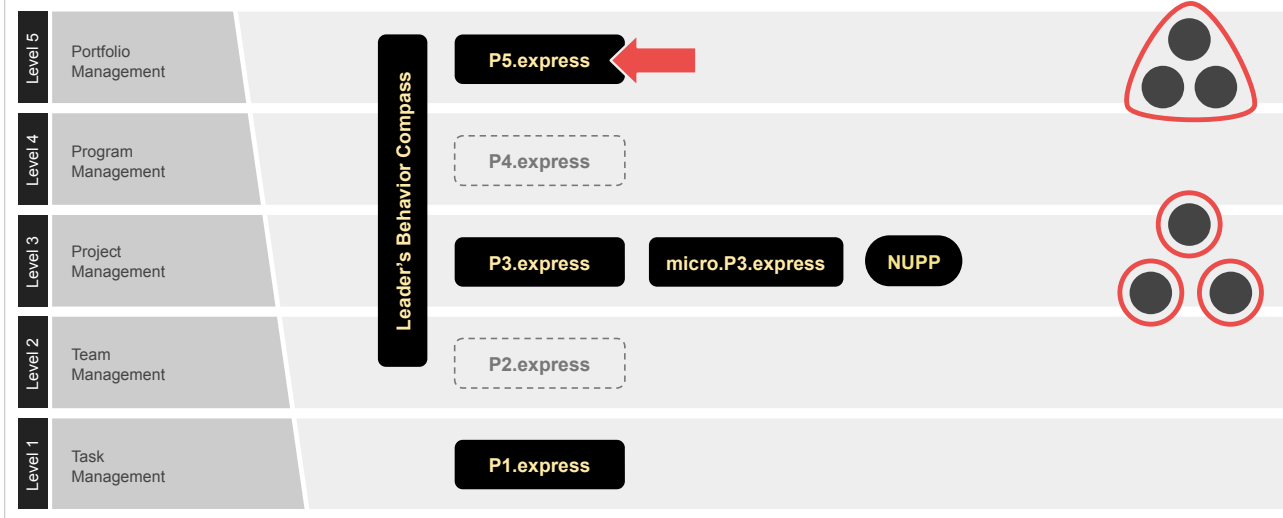 Level 5
Portfolio
Management
P5.express
Level 4
Program
Management
P4.express
Leader's Behavior Compass
Level 3
Project
Management
P3.express
micro.P3.express
NUPP
Level 2
Team
Management
P2.express
Level 1
Task
Management
P1.express